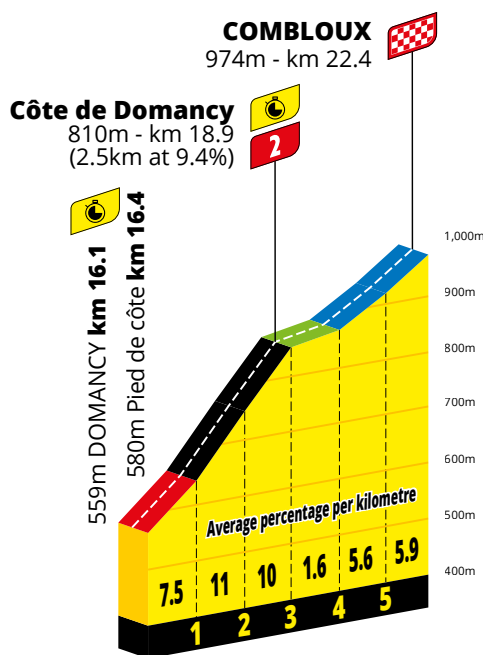 COMBLOUX
974m - km 22.4
Côte de Domancy
810m - km 18.9
(2.5km at 9.4%)
2
559m DOMANCY km 16.1
580m Pied de côte km 16.4
1,000m
900m
800m
700m
600m
500m
400m
Average percentage per kilometre
7.5 11 10 1.6 5.6 5.9
1 2 3 4 5